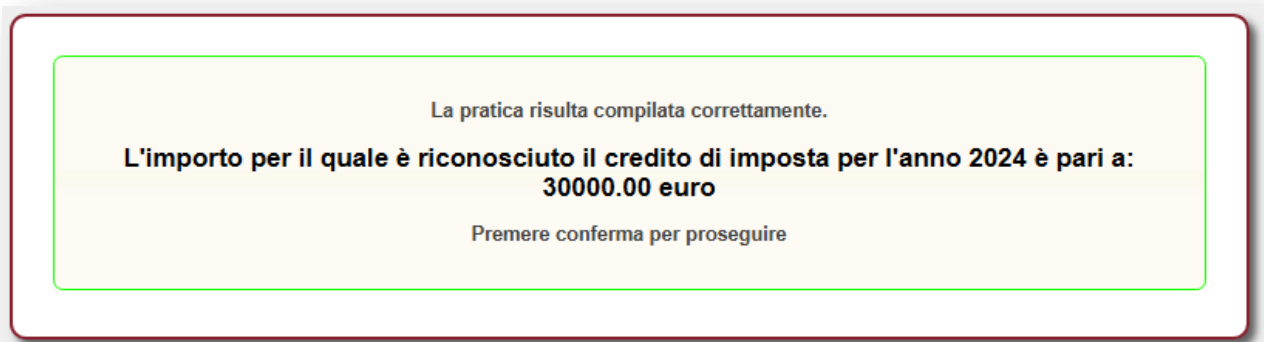 La pratica risulta compilata correttamente.
L'importo per il quale è riconosciuto il credito di imposta per l'anno 2024 è pari a:
30000.00 euro
Premere conferma per proseguire